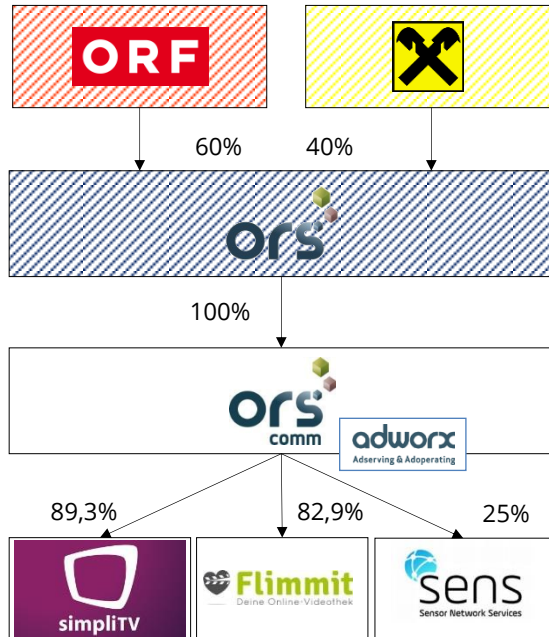 ORF
60%
40%
ors
100%
ors
comm
adworx
Adserving & Adoperating
89,3%
82,9%
25%
simpliTV
Flimmit
Deine Online-Videothek
sens
Sensor Network Services